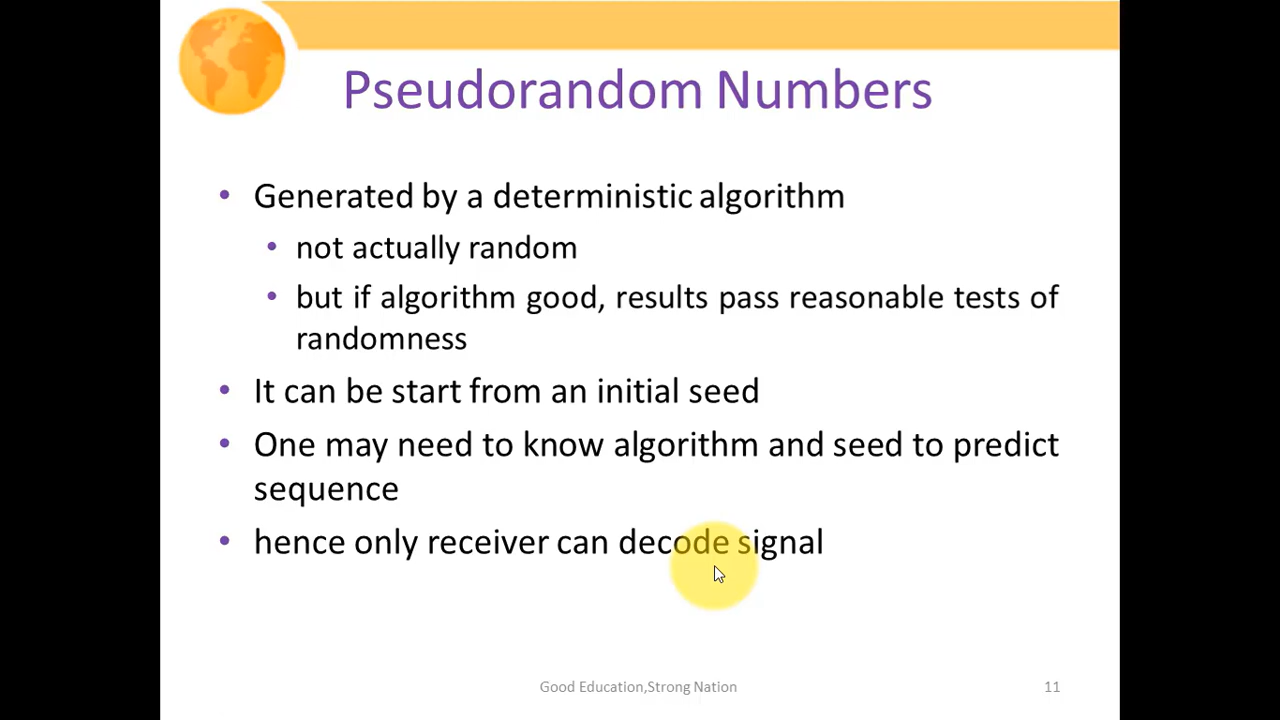 Pseudorandom Numbers
• Generated by a deterministic algorithm
• not actually random
• but if algorithm good, results pass reasonable tests of
randomness
• It can be start from an initial seed
• One may need to know algorithm and seed to predict
sequence
• hence only receiver can decode signal
Good Education,Strong Nation
11